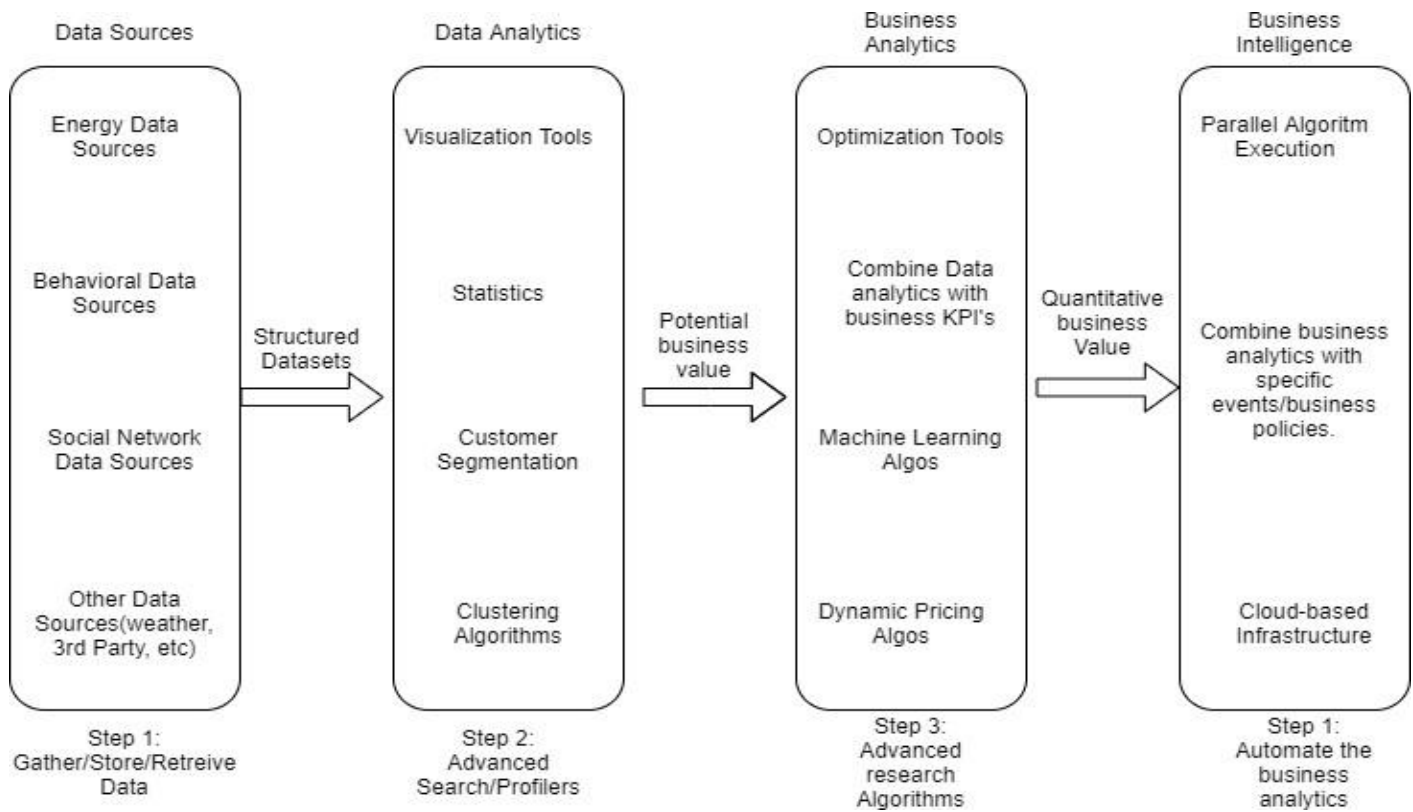 Data Sources
Energy Data
Sources
Behavioral Data
Sources
Social Network
Data Sources
Other Data
Sources(weather,
3rd Party, etc)
Step 1:
Gather/Store/Retreive
Data
Structured
Datasets
Data Analytics
Visualization Tools
Statistics
Customer
Segmentation
Clustering
Algorithms
Step 2:
Advanced
Search/Profilers
Potential
business
value
Business
Analytics
Optimization Tools
Combine Data
analytics with
business KPI's
Machine Learning
Algos
Dynamic Pricing
Algos
Step 3:
Advanced
research
Algorithms
Quantitative
business
Value
Business
Intelligence
Parallel Algoritm
Execution
Combine business
analytics with
specific
events/business
policies.
Cloud-based
Infrastructure
Step 1:
Automate the
business
analytics